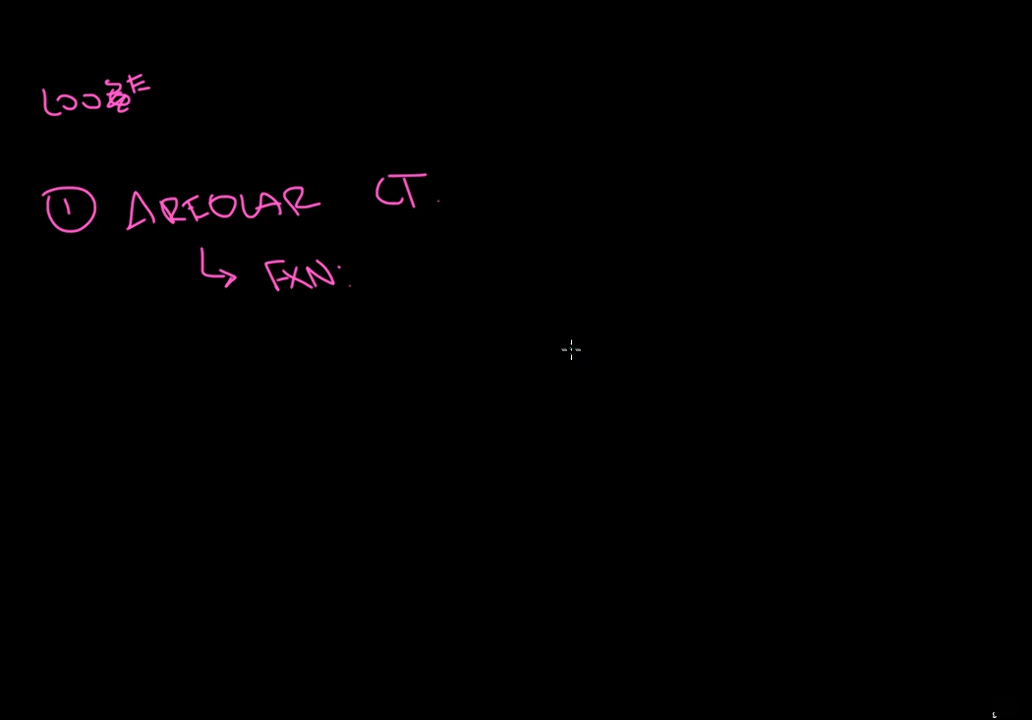 LOOSE
① AREOLAR CT.
↳ FXN: